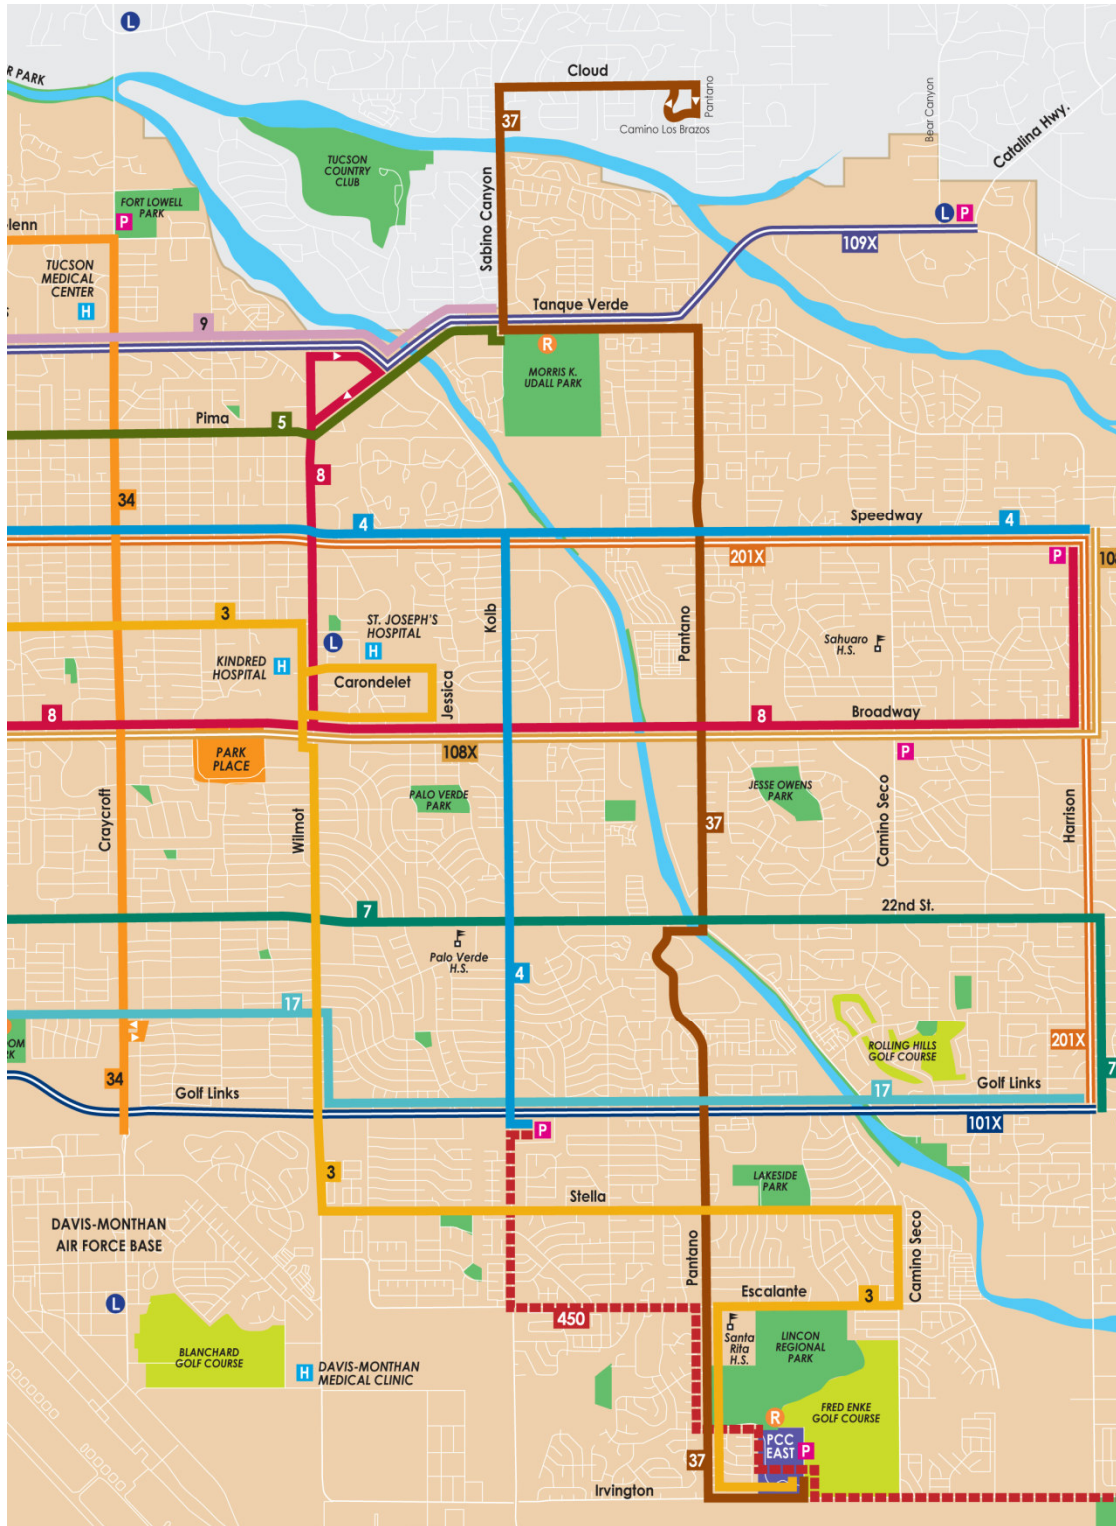 L
R PARK
Cloud
Pantano
37
Camino Los Brazos
Bear Canyon
Catalina Hwy.
TUCSON
COUNTRY
CLUB
FORT LOWELL
PARK
P
Sabino Canyon
L
P
109X
TUCSON
MEDICAL
CENTER
H
Tanque Verde
9
R
MORRIS K.
UDALL PARK
Pima
5
8
34
4
Speedway
4
201X
P
3
ST. JOSEPH'S
HOSPITAL
H
L
Kolb
Pantano
Sahuaro
H.S.
KINDRED
HOSPITAL
H
Carondelet
Jessica
8
8
Broadway
108X
P
PARK
PLACE
PALO VERDE
PARK
JESSE OWENS
PARK
Craycroft
Wilmot
37
Camino Seco
Harrison
7
22nd St.
Palo Verde
H.S.
4
17
ROLLING HILLS
GOLF COURSE
201X
7
34
Golf Links
17
Golf Links
101X
P
3
Stella
LAKESIDE
PARK
DAVIS-MONTHAN
AIR FORCE BASE
Pantano
Camino Seco
Escalante
3
L
450
Santa
Rita
H.S.
LINCON
REGIONAL
PARK
BLANCHARD
GOLF COURSE
H
DAVIS-MONTHAN
MEDICAL CLINIC
FRED ENKE
GOLF COURSE
R
PCC
EAST
P
37
Irvington